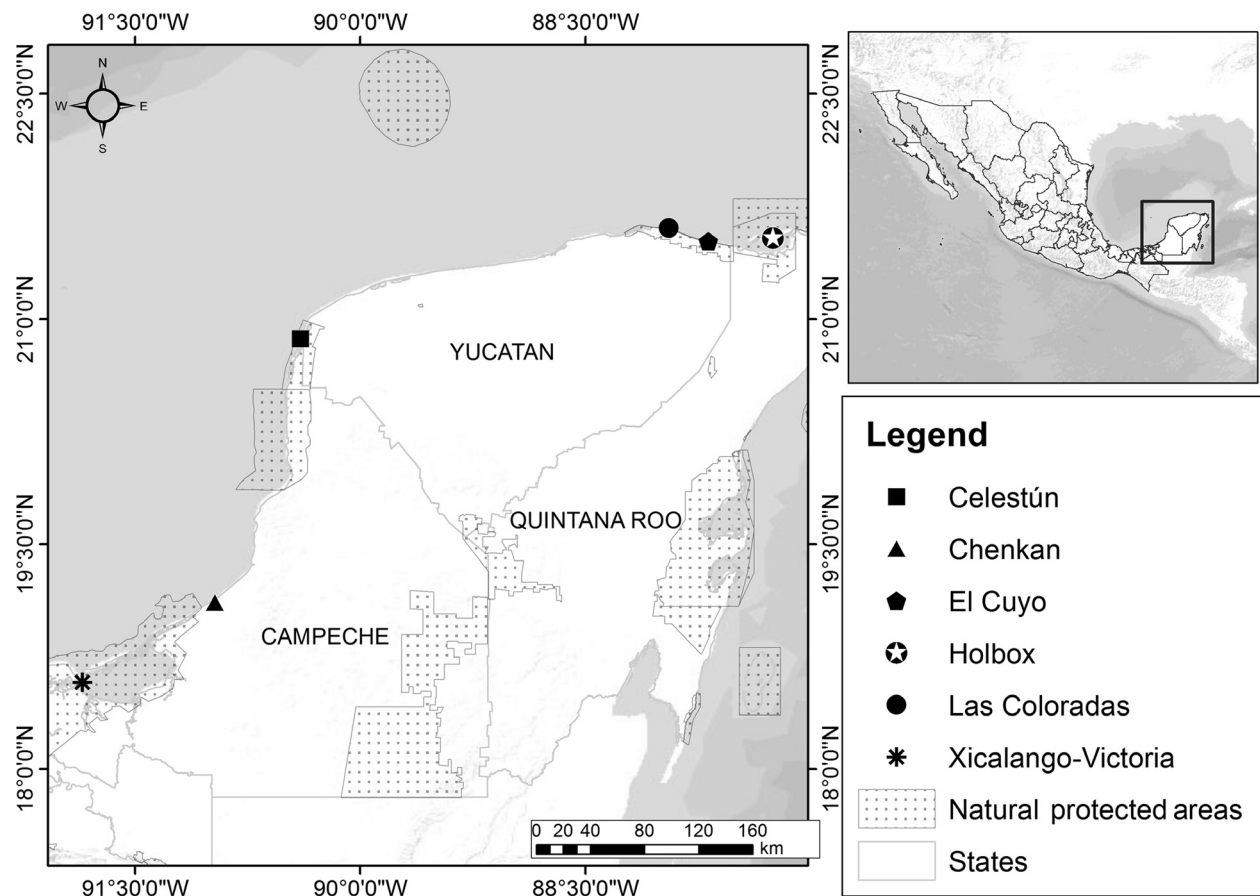 91°30'0"W 90°0'0"W 88°30'0"W
22°30'0"N
21°0'0"N
19°30'0"N
18°0'0"N
N
W E
S
YUCATAN
QUINTANA ROO
CAMPECHE
0 20 40 80 120 160
km
22°30'0"N
21°0'0"N
19°30'0"N
18°0'0"N
91°30'0"W 90°0'0"W 88°30'0"W
Legend
Celestún
Chenkan
El Cuyo
Holbox
Las Coloradas
Xicalango-Victoria
Natural protected areas
States